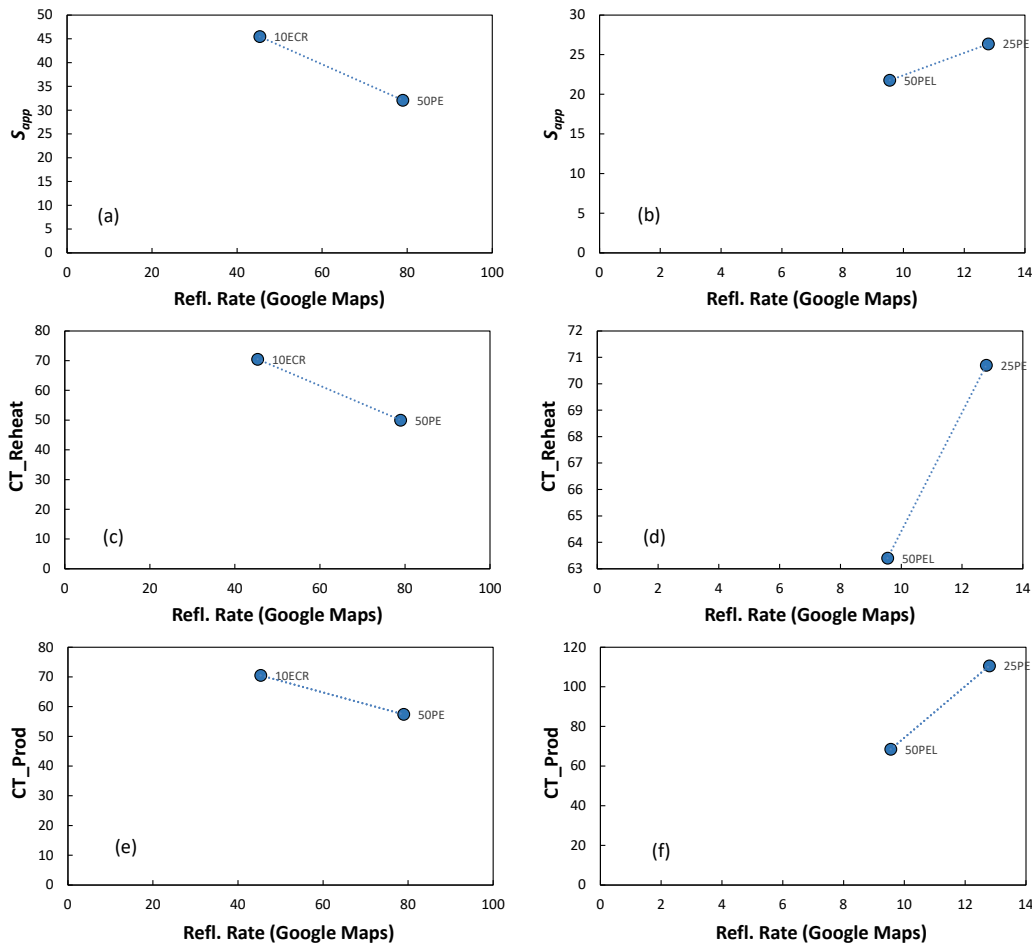 50
45
40
35
30
25
20
15
10
5
0
S_app
10ECR
50PE
(a)
0 20 40 60 80 100
Refl. Rate (Google Maps)
30
25
20
15
10
5
0
S_app
25PE
50PEL
(b)
0 2 4 6 8 10 12 14
Refl. Rate (Google Maps)
80
70
60
50
40
30
20
10
0
CT_Reheat
10ECR
50PE
(c)
0 20 40 60 80 100
Refl. Rate (Google Maps)
72
71
70
69
68
67
66
65
64
63
CT_Reheat
25PE
50PEL
(d)
0 2 4 6 8 10 12 14
Refl. Rate (Google Maps)
80
70
60
50
40
30
20
10
0
CT_Prod
10ECR
50PE
(e)
0 20 40 60 80 100
Refl. Rate (Google Maps)
120
100
80
60
40
20
0
CT_Prod
25PE
50PEL
(f)
0 2 4 6 8 10 12 14
Refl. Rate (Google Maps)